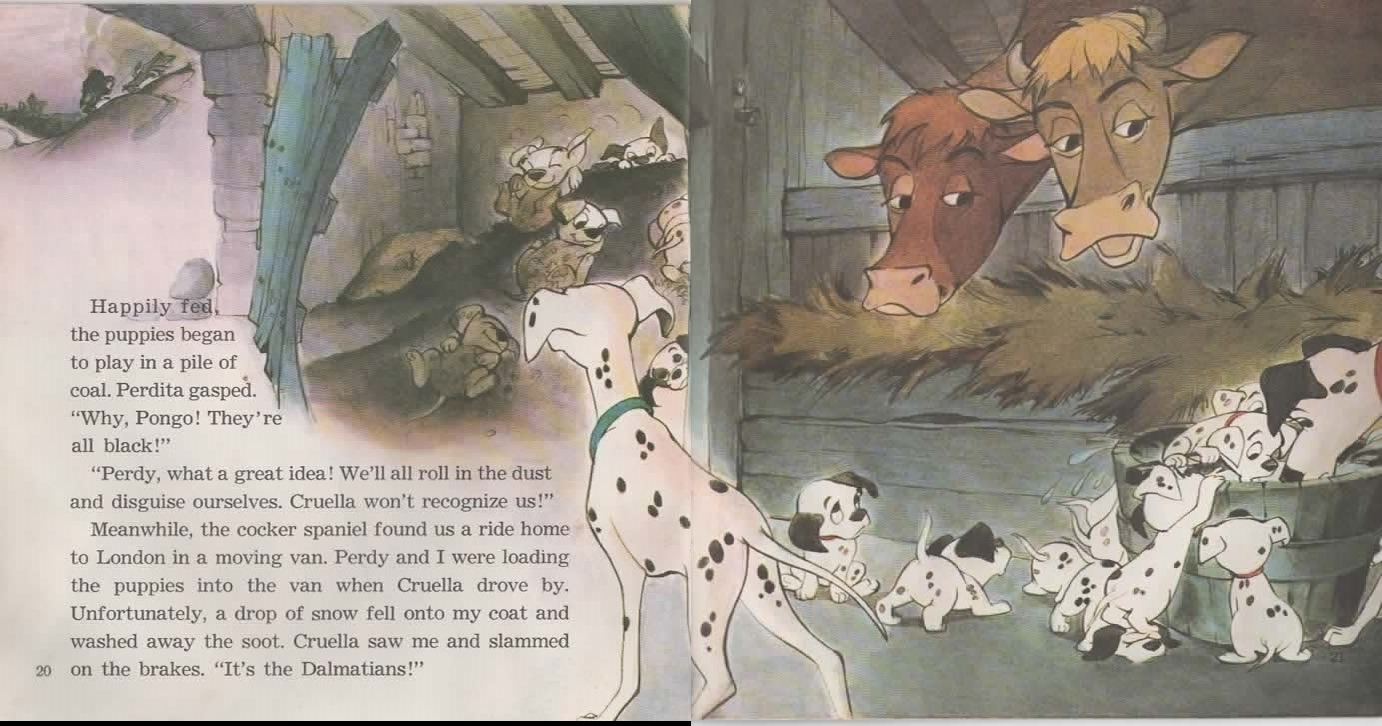 Happily fed,
the puppies began
to play in a pile of
coal. Perdita gasped.
“Why, Pongo! They’re
all black!”
“Perdy, what a great idea! We’ll all roll in the dust
and disguise ourselves. Cruella won’t recognize us!”
Meanwhile, the cocker spaniel found us a ride home
to London in a moving van. Perdy and I were loading
the puppies into the van when Cruella drove by.
Unfortunately, a drop of snow fell onto my coat and
washed away the soot. Cruella saw me and slammed
20 on the brakes. “It’s the Dalmatians!”
21